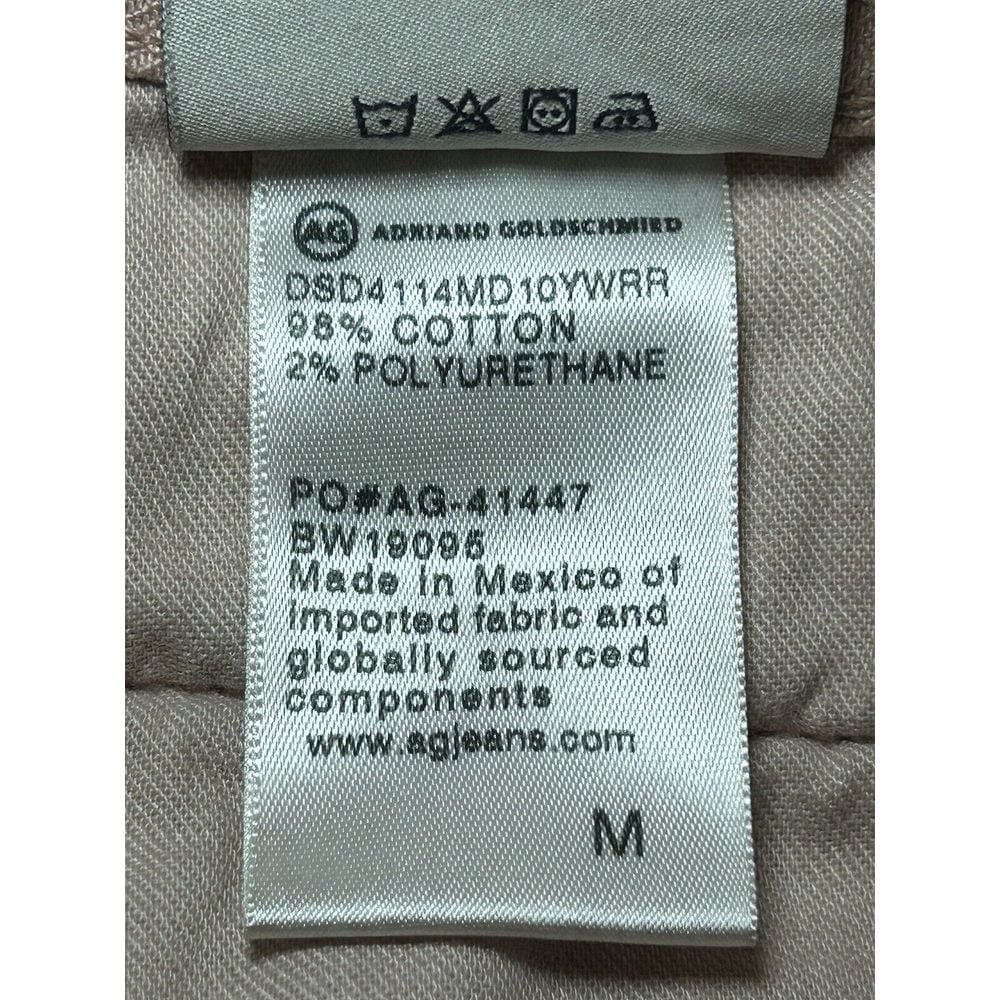 AG ADRIANO GOLDSCHMIED
DSD4114MD10YWRR
98% COTTON
2% POLYURETHANE
PO#AG-41447
BW19095
Made in Mexico of
imported fabric and
globally sourced
components
www.agjeans.com
M